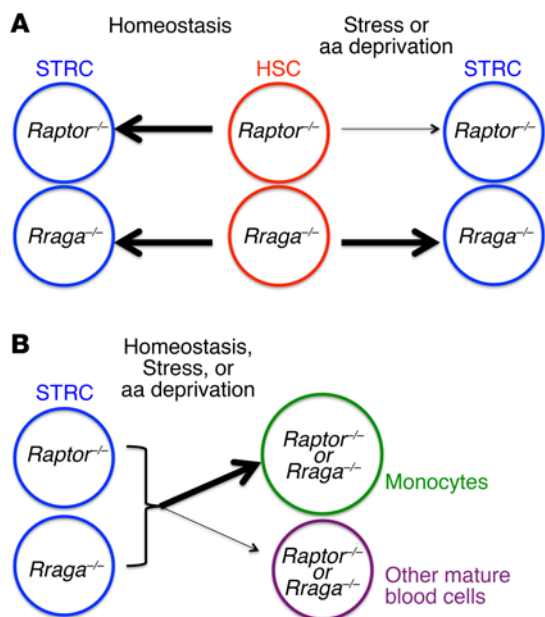 A
Homeostasis
Stress or
aa deprivation
STRC
HSC
STRC
Raptor⁻/⁻
Raptor⁻/⁻
Raptor⁻/⁻
Rraga⁻/⁻
Rraga⁻/⁻
Rraga⁻/⁻
B
Homeostasis,
Stress, or
aa deprivation
STRC
Raptor⁻/⁻
Rraga⁻/⁻
Raptor⁻/⁻
or
Rraga⁻/⁻
Monocytes
Raptor⁻/⁻
or
Rraga⁻/⁻
Other mature
blood cells